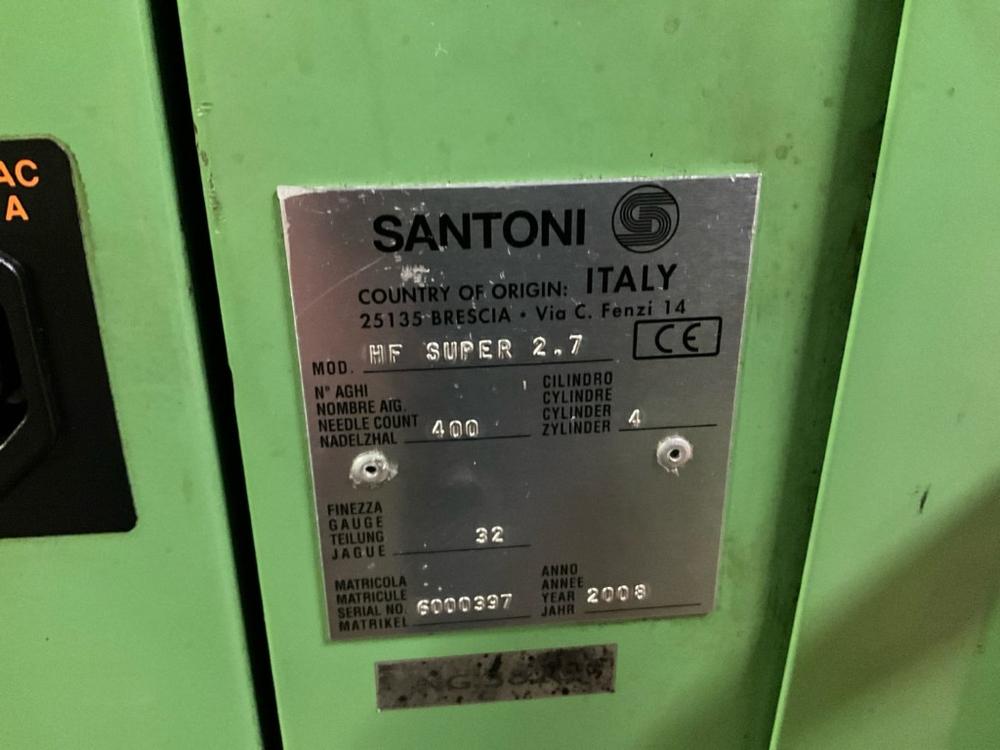 AC
A
SANTONI
COUNTRY OF ORIGIN: ITALY
25135 BRESCIA • Via C. Fenzi 14
MOD. HF SUPER 2.7
CE
N° AGHI
NOMBRE AIG.
NEEDLE COUNT 400
NADELZHAL
CILINDRO
CYLINDRE
CYLINDER 4
ZYLINDER
FINEZZA
GAUGE
TEILUNG 32
JAGUE
MATRICOLA
MATRICULE
SERIAL NO. 6000397
MATRIKEL
ANNO
ANNEE
YEAR 2008
JAHR